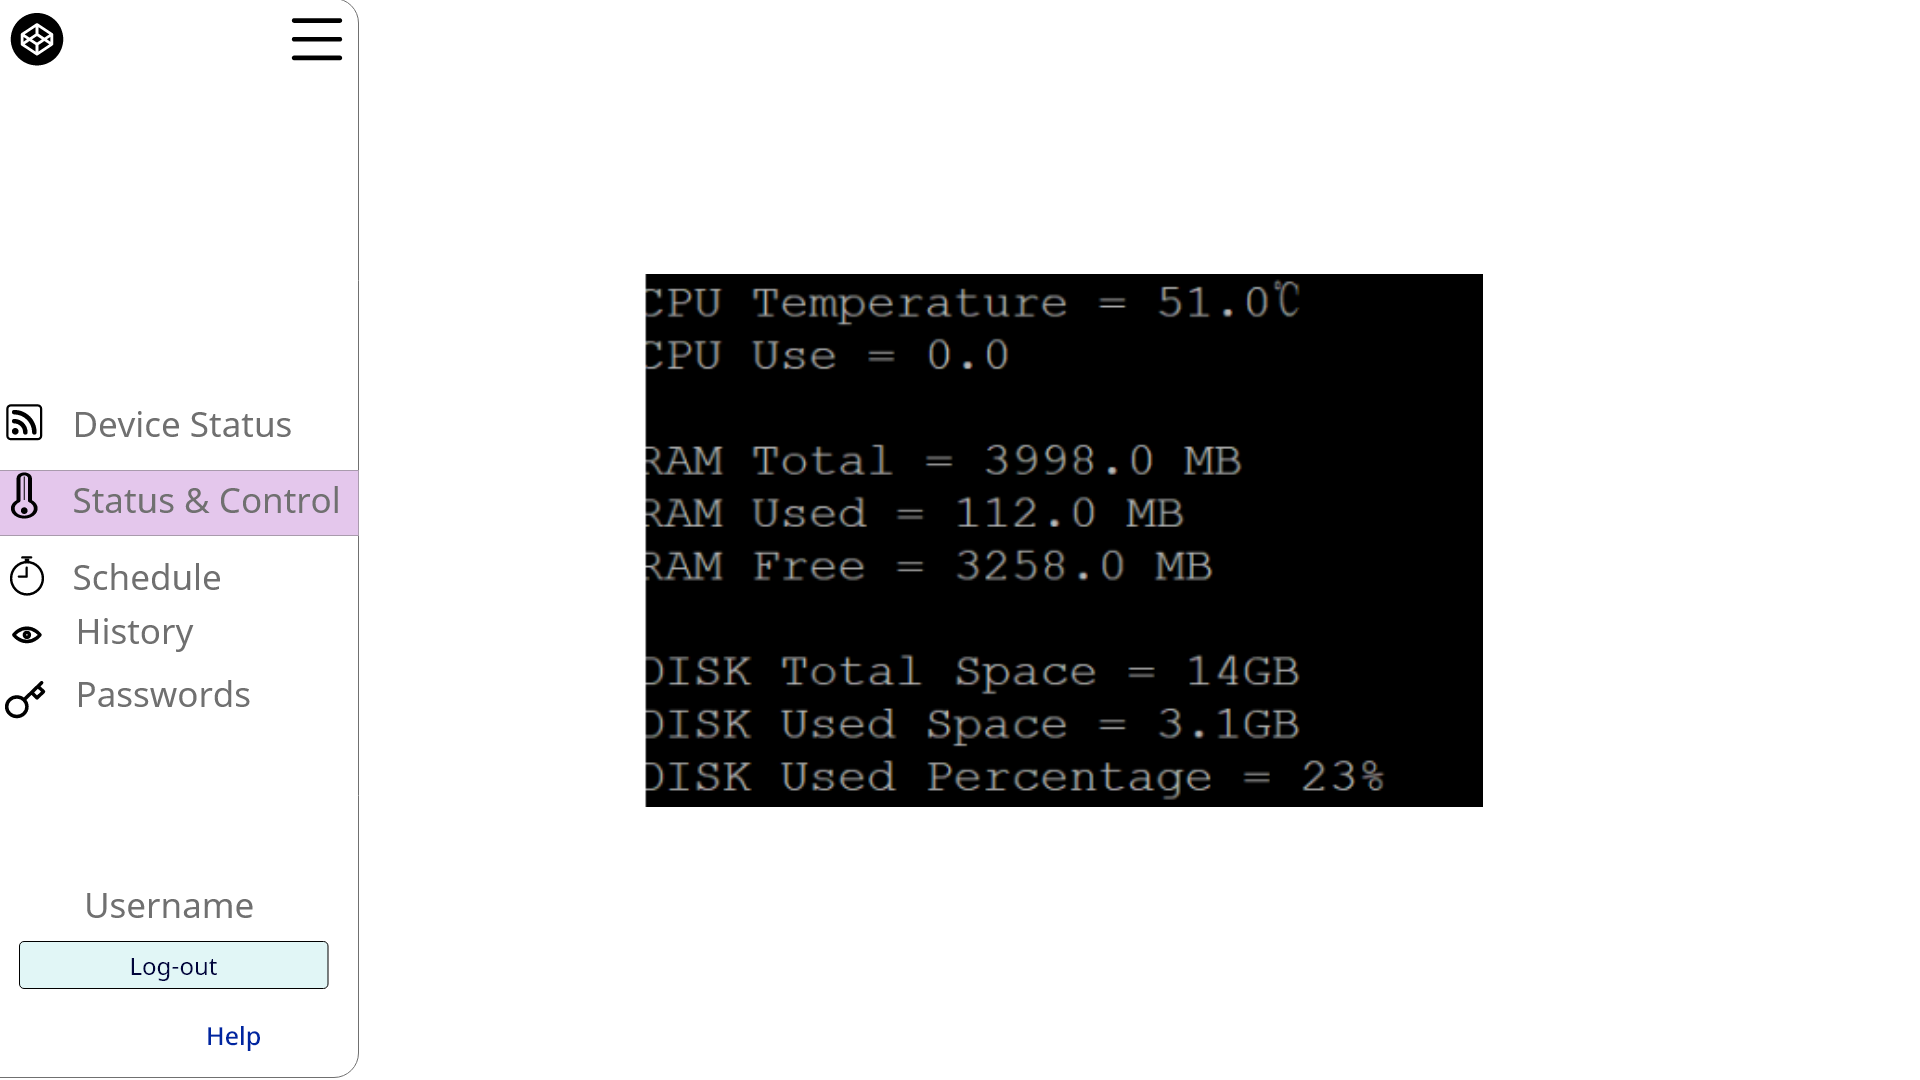 Device Status
Status & Control
Schedule
History
Passwords
Username
Log-out
Help
CPU Temperature = 51.0℃
CPU Use = 0.0
RAM Total = 3998.0 MB
RAM Used = 112.0 MB
RAM Free = 3258.0 MB
DISK Total Space = 14GB
DISK Used Space = 3.1GB
DISK Used Percentage = 23%